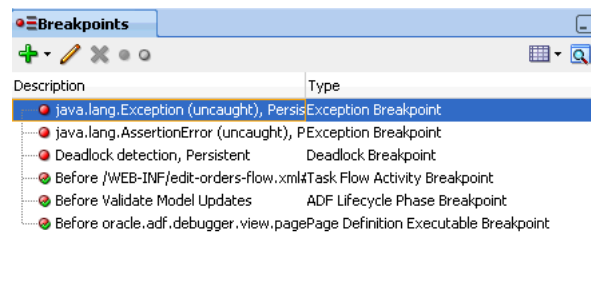 Breakpoints
Description Type
java.lang.Exception (uncaught), Persis Exception Breakpoint
java.lang.AssertionError (uncaught), P Exception Breakpoint
Deadlock detection, Persistent Deadlock Breakpoint
Before /WEB-INF/edit-orders-flow.xml# Task Flow Activity Breakpoint
Before Validate Model Updates ADF Lifecycle Phase Breakpoint
Before oracle.adf.debugger.view.page Page Definition Executable Breakpoint